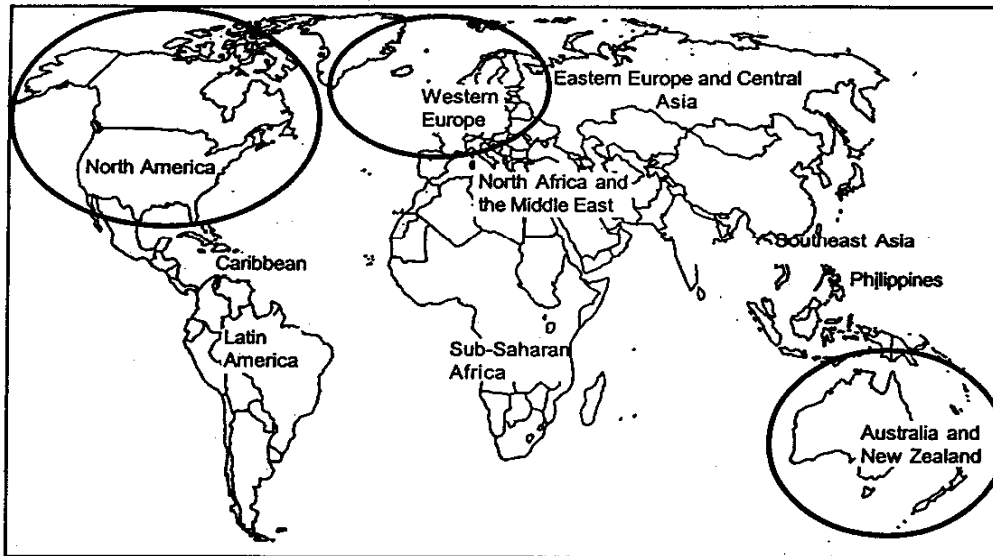 Western
Europe
Eastern Europe and Central
Asia
North America
North Africa and
the Middle East
Southeast Asia
Caribbean
Philippines
Latin
America
Sub-Saharan
Africa
Australia and
New Zealand